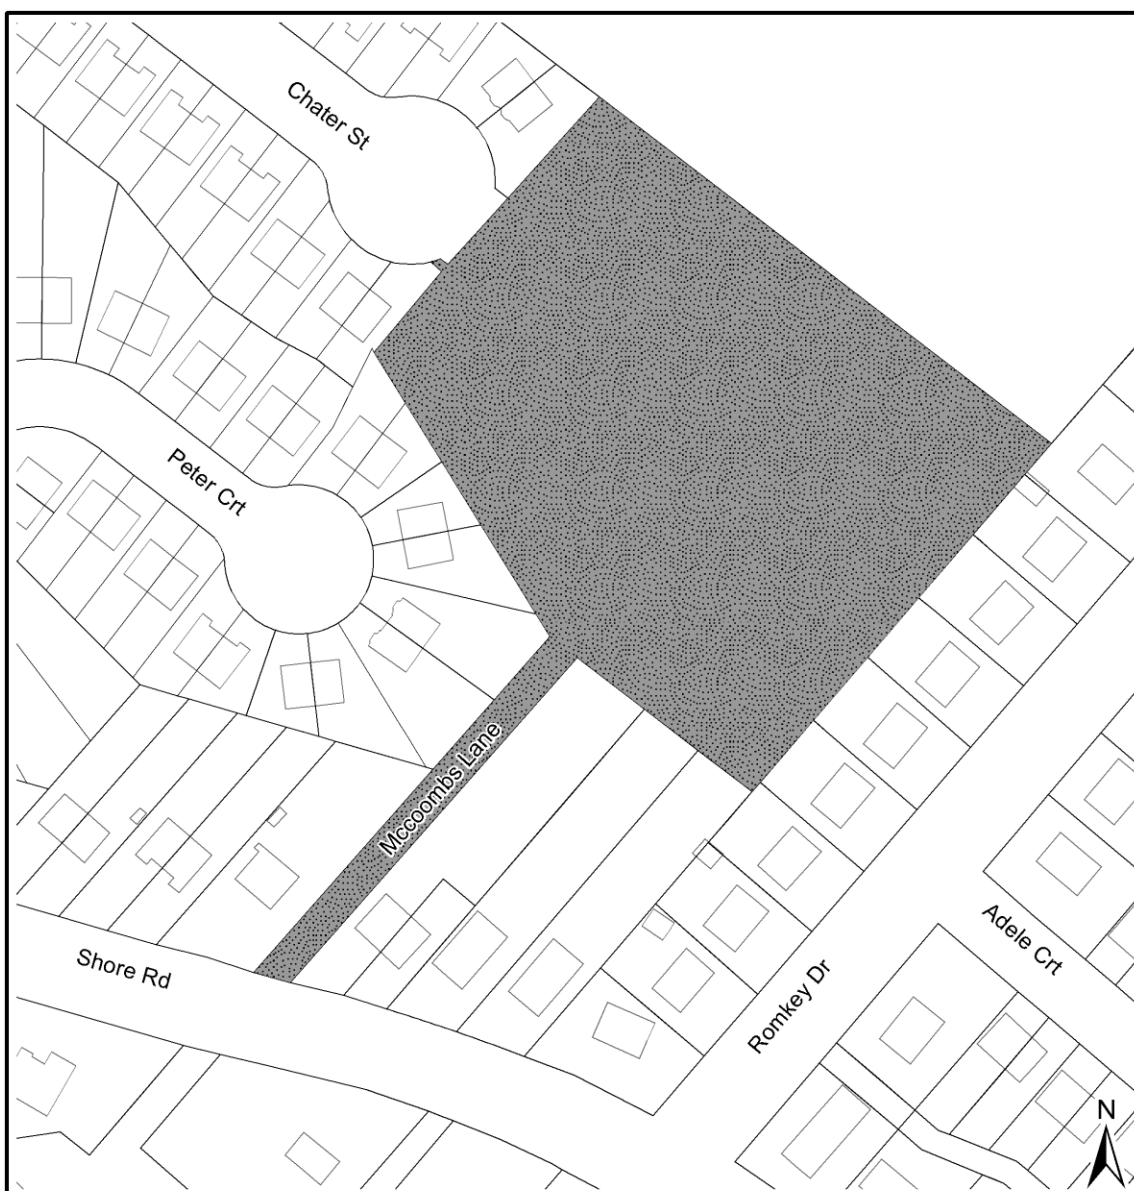 Chater St
Peter Crt
Mccoombs Lane
Shore Rd
Adele Crt
Romkey Dr
N